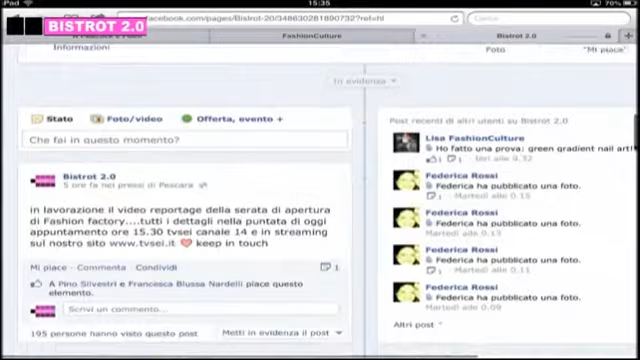 iPad
15:35
70%
BISTROT 2.0
facebook.com/pages/Bistrot-20/348630281890732?ref=hl
Cerca
FashionCulture
Bistrot 2.0
Informazioni
Foto
"Mi piace"
In evidenza
Stato
Foto/video
Offerta, evento +
Che fai in questo momento?
Bistrot 2.0
5 ore fa nei pressi di Pescara
in lavorazione il video reportage della serata di apertura
di Fashion factory....tutti i dettagli nella puntata di oggi
appuntamento ore 15.30 tvsei canale 14 e in streaming
sul nostro sito www.tvsei.it ❤ keep in touch
Mi piace · Commenta · Condividi
1
A Pino Silvestri e Francesca Blussa Nardelli piace questo
elemento.
Scrivi un commento...
195 persone hanno visto questo post
Metti in evidenza il post
Post recenti di altri utenti su Bistrot 2.0
Lisa FashionCulture
Ho fatto una prova: green gradient nail art!!
1 1 · Ieri alle 0.32
Federica Rossi
Federica ha pubblicato una foto.
1 · Martedì alle 0.15
Federica Rossi
Federica ha pubblicato una foto.
Martedì alle 0.13
Federica Rossi
Federica ha pubblicato una foto.
1 · Martedì alle 0.11
Federica Rossi
Federica ha pubblicato una foto.
Martedì alle 0.09
Altri post